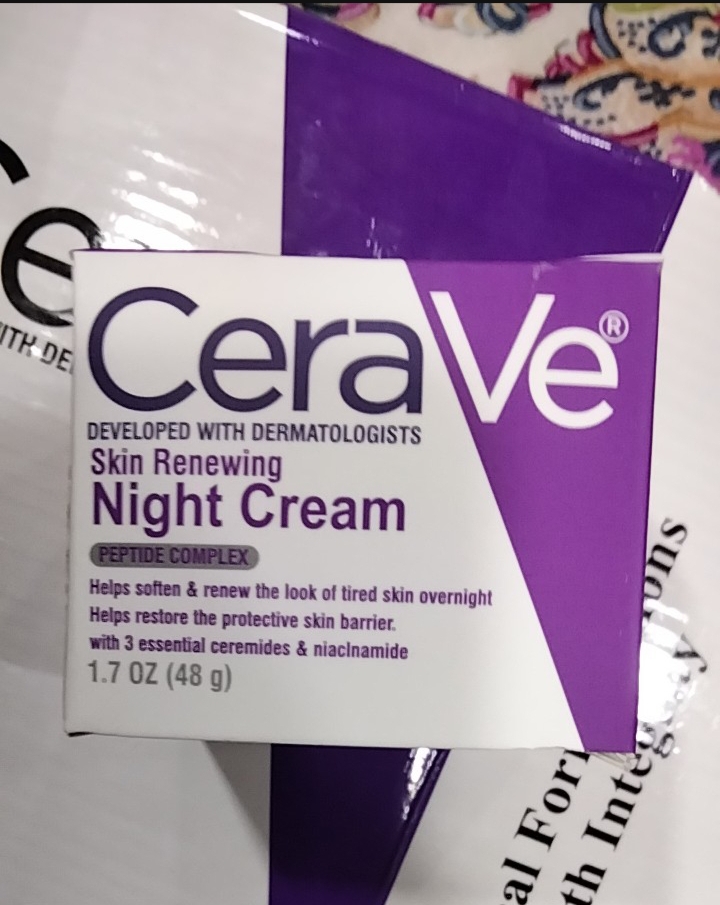 CeraVe®
DEVELOPED WITH DERMATOLOGISTS
Skin Renewing
Night Cream
PEPTIDE COMPLEX
Helps soften & renew the look of tired skin overnight
Helps restore the protective skin barrier.
with 3 essential ceramides & niacinamide
1.7 OZ (48 g)